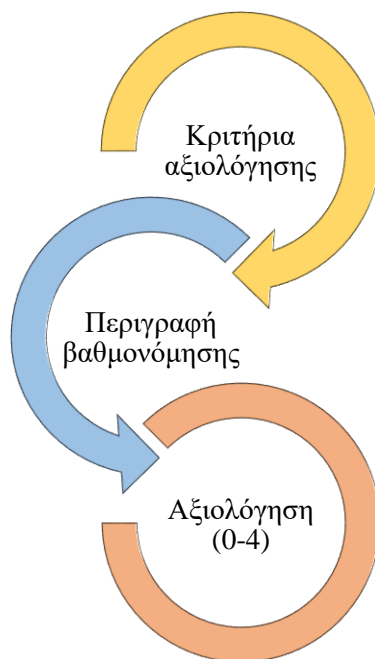 Κριτήρια
αξιολόγησης
Περιγραφή
βαθμονόμησης
Αξιολόγηση
(0-4)